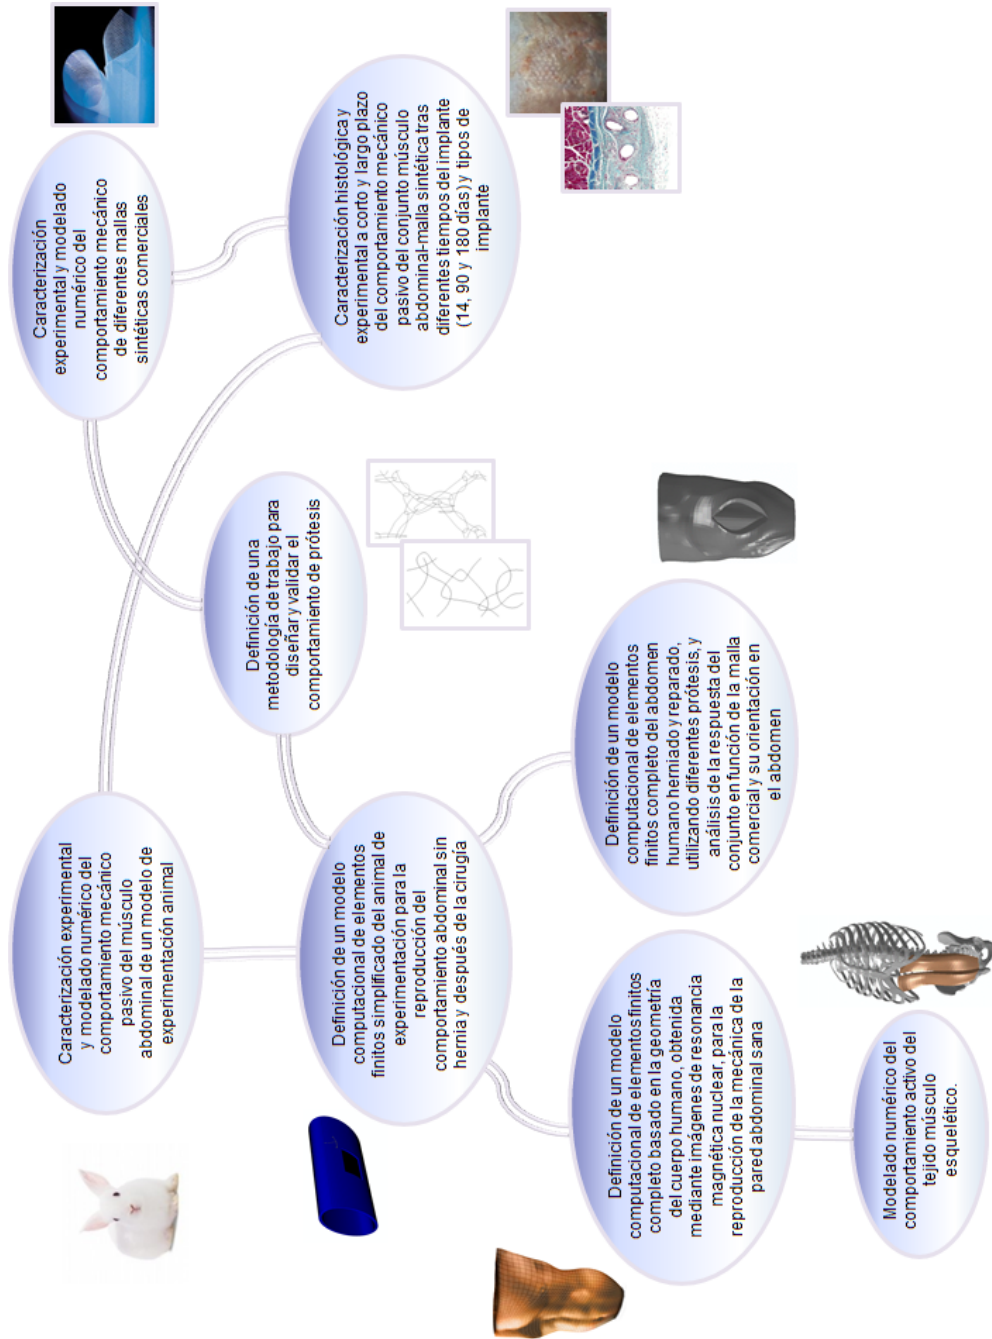 Caracterización experimental
y modelado numérico del
comportamiento mecánico
pasivo del músculo
abdominal de un modelo de
experimentación animal
Caracterización
experimental y modelado
numérico del
comportamiento mecánico
de diferentes mallas
sintéticas comerciales
Definición de una
metodología de trabajo para
diseñar y validar el
comportamiento de prótesis
Caracterización histológica y
experimental a corto y largo plazo
del comportamiento mecánico
pasivo del conjunto músculo
abdominal-malla sintética tras
diferentes tiempos del implante
(14, 90 y 180 días) y tipos de
implante
Definición de un modelo
computacional de elementos
finitos simplificado del animal de
experimentación para la
reproducción del
comportamiento abdominal sin
hernia y después de la cirugía
Definición de un modelo
computacional de elementos finitos
completo basado en la geometría
del cuerpo humano, obtenida
mediante imágenes de resonancia
magnética nuclear, para la
reproducción de la mecánica de la
pared abdominal sana
Definición de un modelo
computacional de elementos
finitos completo del abdomen
humano herniado y reparado,
utilizando diferentes prótesis, y
análisis de la respuesta del
conjunto en función de la malla
comercial y su orientación en
el abdomen
Modelado numérico del
comportamiento activo del
tejido músculo
esquelético.